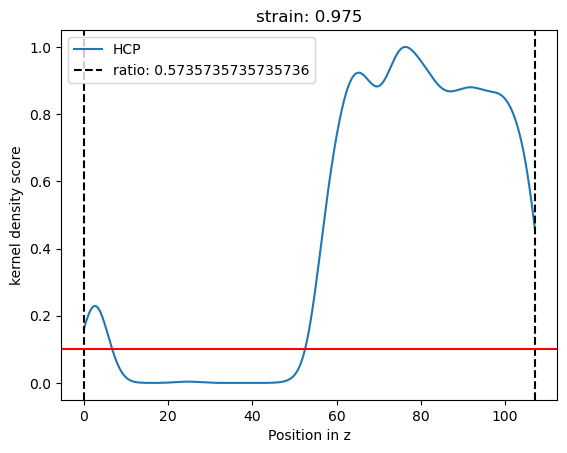 strain: 0.975
HCP
ratio: 0.5735735735735736
kernel density score
1.0
0.8
0.6
0.4
0.2
0.0
0 20 40 60 80 100
Position in z